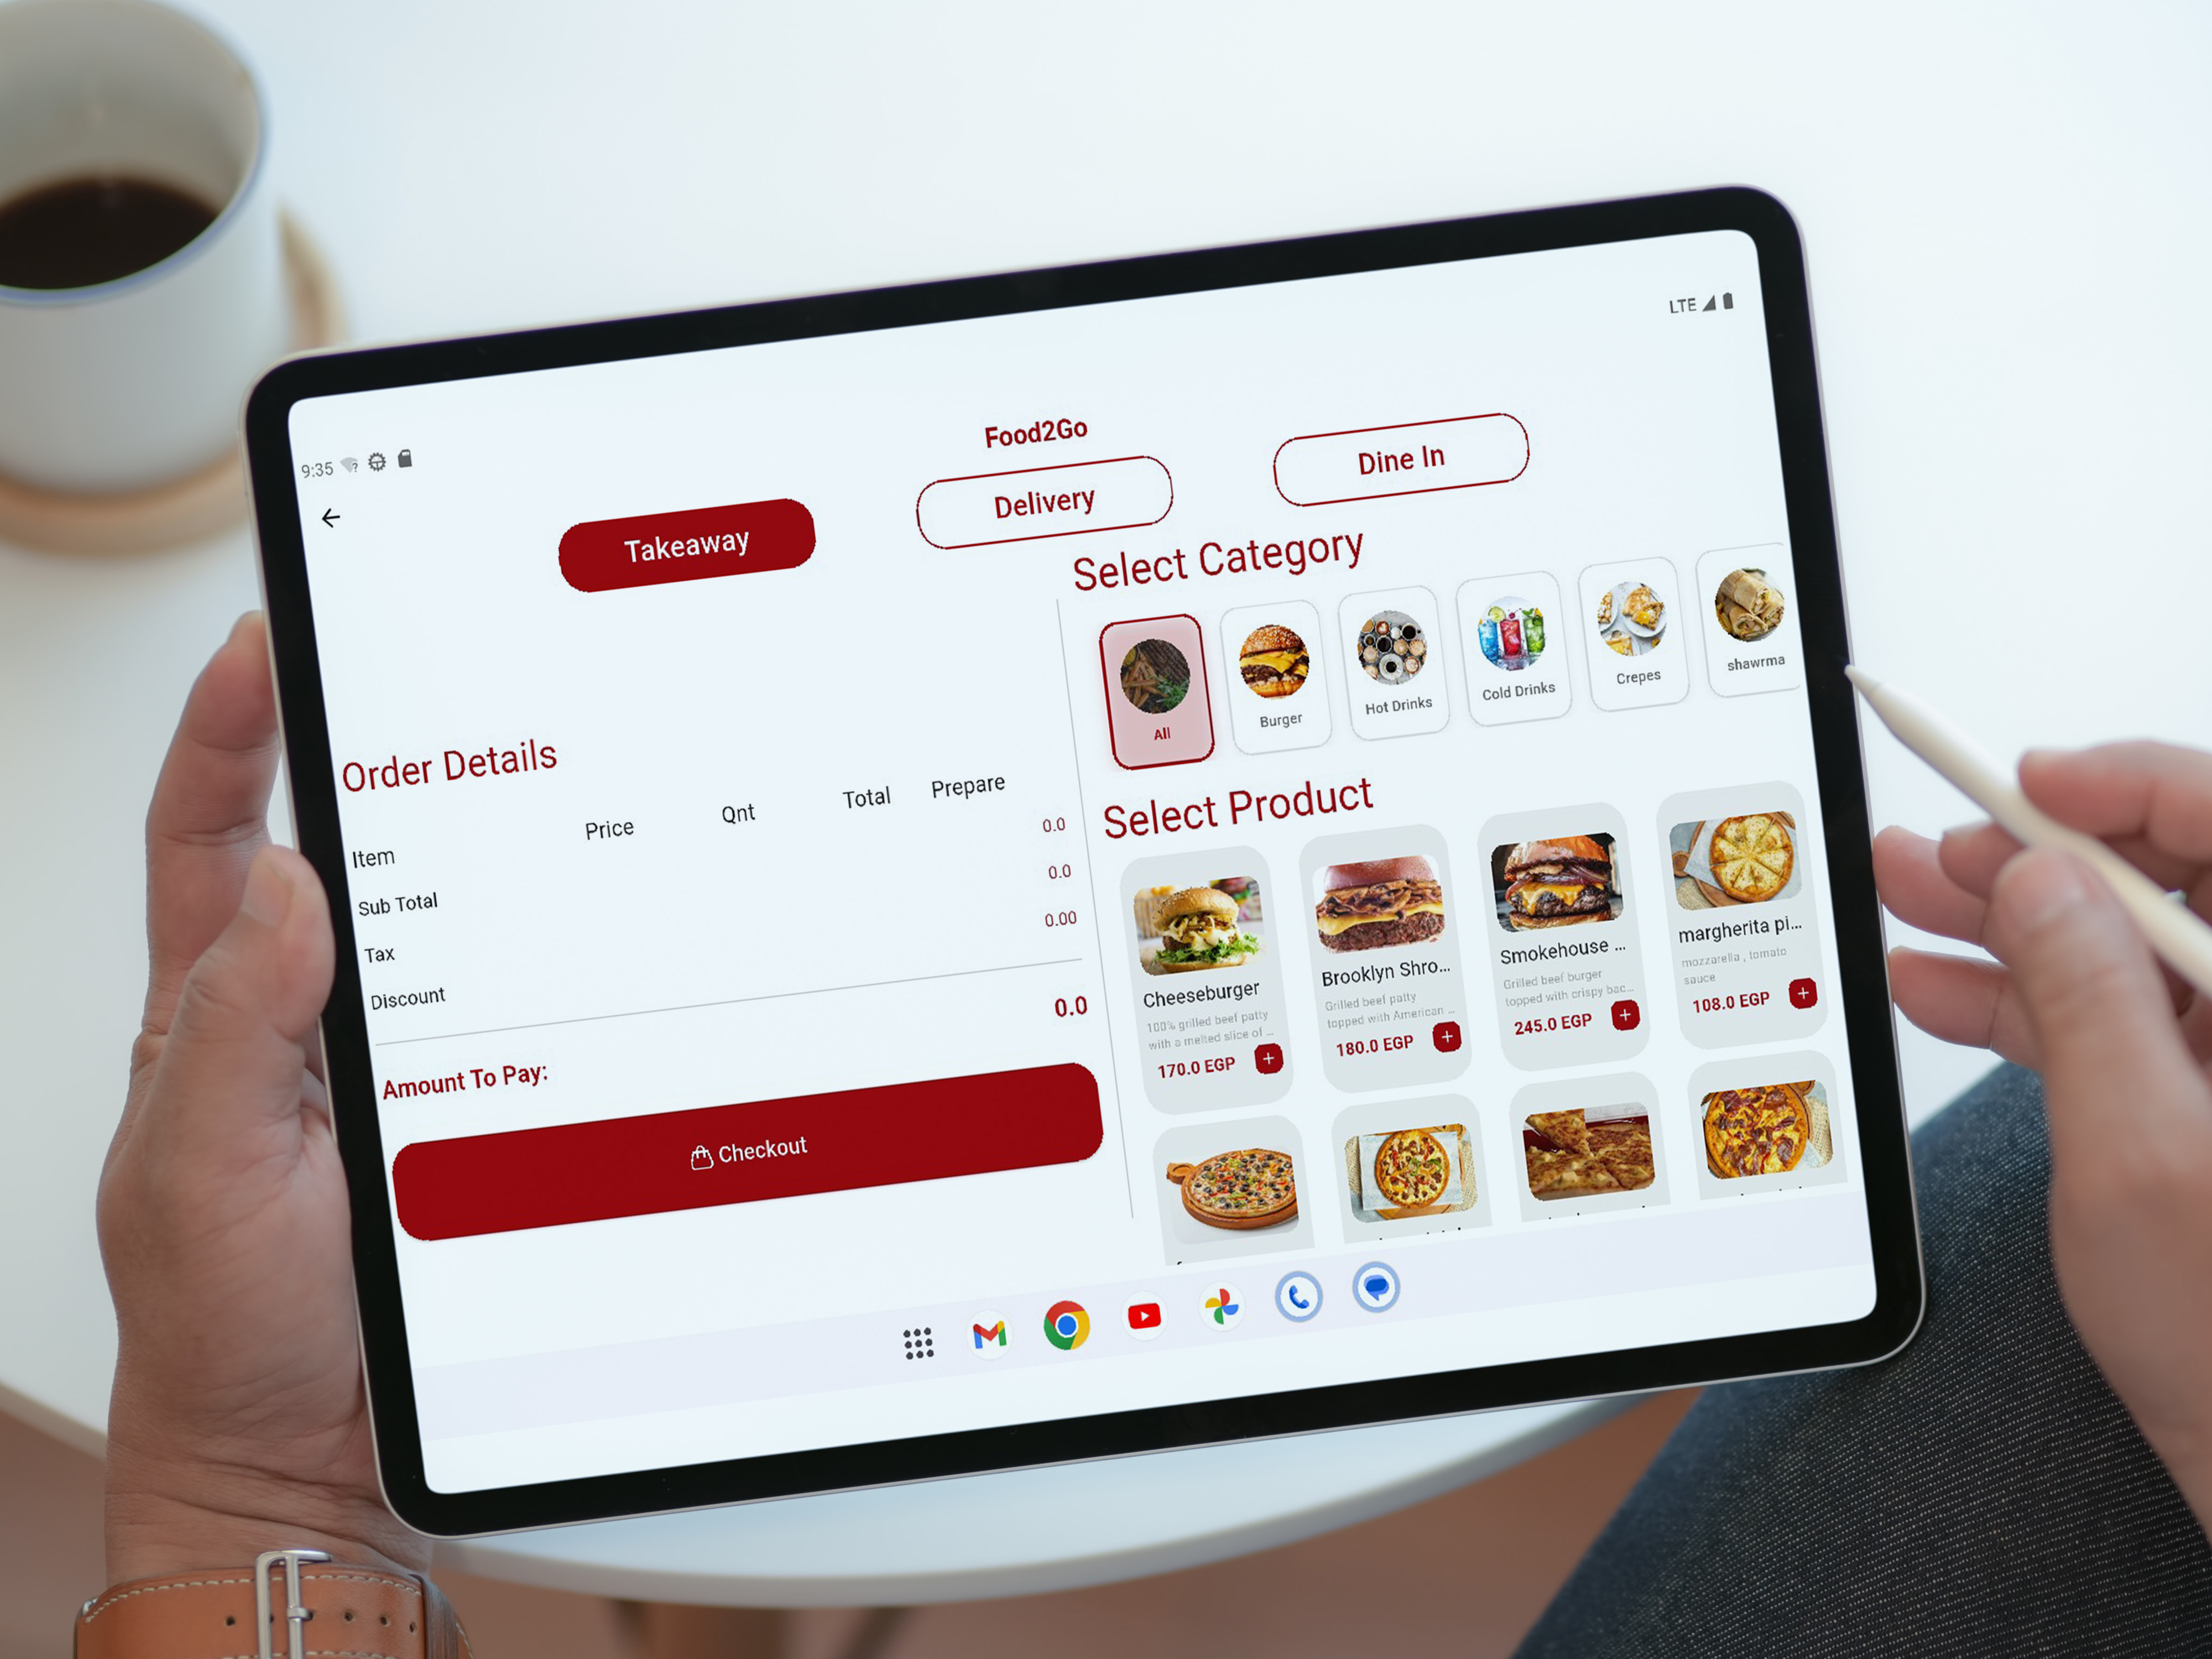 9:35
LTE
Food2Go
Takeaway
Delivery
Dine In
Order Details
Item
Price
Qnt
Total
Prepare
Sub Total
0.0
Tax
0.0
Discount
0.00
Amount To Pay:
0.0
Checkout
Select Category
All
Burger
Hot Drinks
Cold Drinks
Crepes
shawrma
Select Product
Cheeseburger
100% grilled beef patty
with a melted slice of ...
170.0 EGP
+
Brooklyn Shro...
Grilled beef patty
topped with American ...
180.0 EGP
+
Smokehouse ...
Grilled beef burger
topped with crispy bac...
245.0 EGP
+
margherita pi...
mozzarella , tomato
sauce
108.0 EGP
+